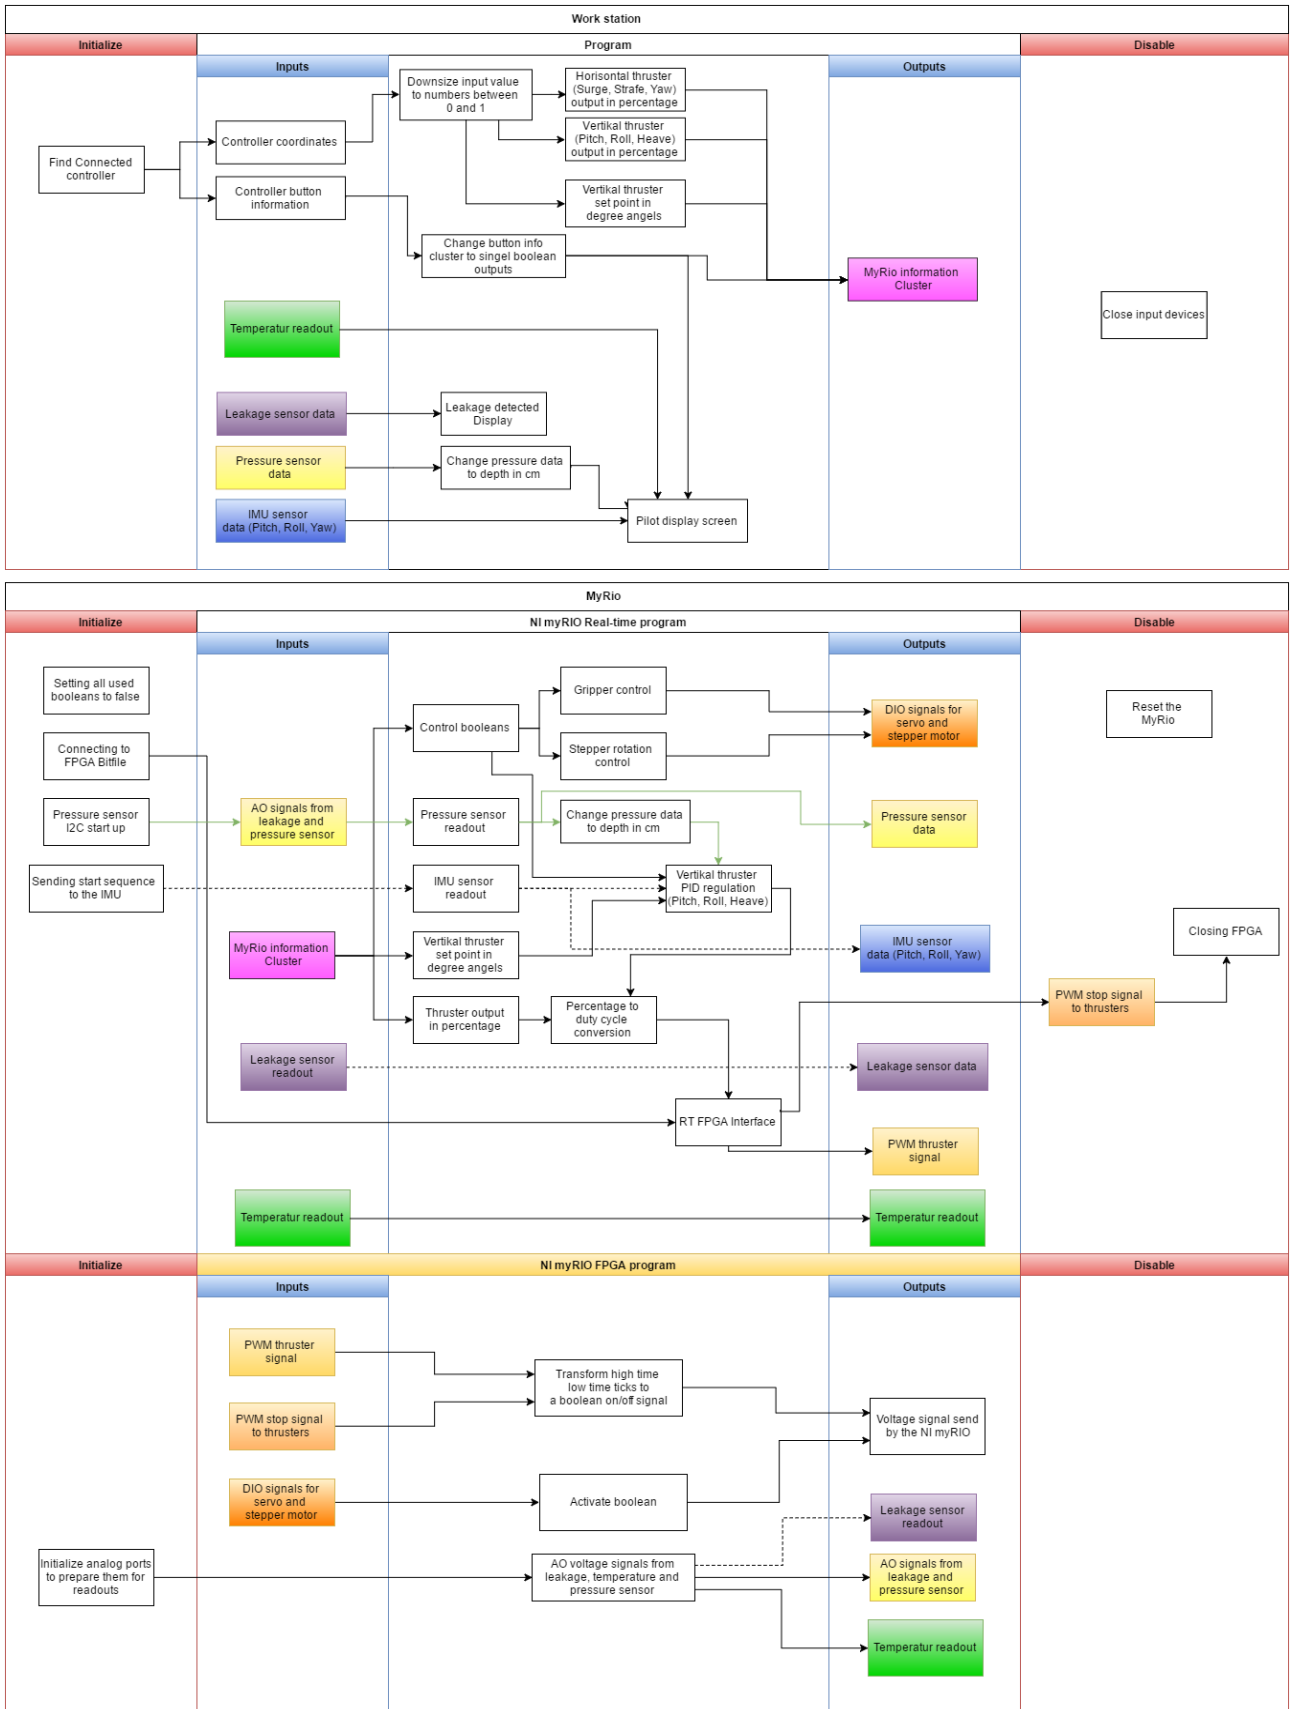 Work station
Initialize
Program
Disable
Inputs
Outputs
Find Connected
controller
Controller coordinates
Controller button
information
Downsize input value
to numbers between
0 and 1
Horisontal thruster
(Surge, Strafe, Yaw)
output in percentage
Vertikal thruster
(Pitch, Roll, Heave)
output in percentage
Vertikal thruster
set point in
degree angels
Change button info
cluster to singel boolean
outputs
MyRio information
Cluster
Close input devices
Temperatur readout
Leakage sensor data
Leakage detected
Display
Pressure sensor
data
Change pressure data
to depth in cm
IMU sensor
data (Pitch, Roll, Yaw)
Pilot display screen
MyRio
Initialize
NI myRIO Real-time program
Disable
Inputs
Outputs
Setting all used
booleans to false
Connecting to
FPGA Bitfile
Pressure sensor
I2C start up
Sending start sequence
to the IMU
AO signals from
leakage and
pressure sensor
MyRio information
Cluster
Leakage sensor
readout
Temperatur readout
Control booleans
Gripper control
Stepper rotation
control
Pressure sensor
readout
Change pressure data
to depth in cm
IMU sensor
readout
Vertikal thruster
PID regulation
(Pitch, Roll, Heave)
Vertikal thruster
set point in
degree angels
Thruster output
in percentage
Percentage to
duty cycle
conversion
RT FPGA Interface
DIO signals for
servo and
stepper motor
Pressure sensor
data
IMU sensor
data (Pitch, Roll, Yaw)
Leakage sensor data
PWM thruster
signal
Temperatur readout
Reset the
MyRio
Closing FPGA
PWM stop signal
to thrusters
Initialize
NI myRIO FPGA program
Disable
Inputs
Outputs
PWM thruster
signal
PWM stop signal
to thrusters
DIO signals for
servo and
stepper motor
Initialize analog ports
to prepare them for
readouts
Transform high time
low time ticks to
a boolean on/off signal
Activate boolean
AO voltage signals from
leakage, temperature and
pressure sensor
Voltage signal send
by the NI myRIO
Leakage sensor
readout
AO signals from
leakage and
pressure sensor
Temperatur readout